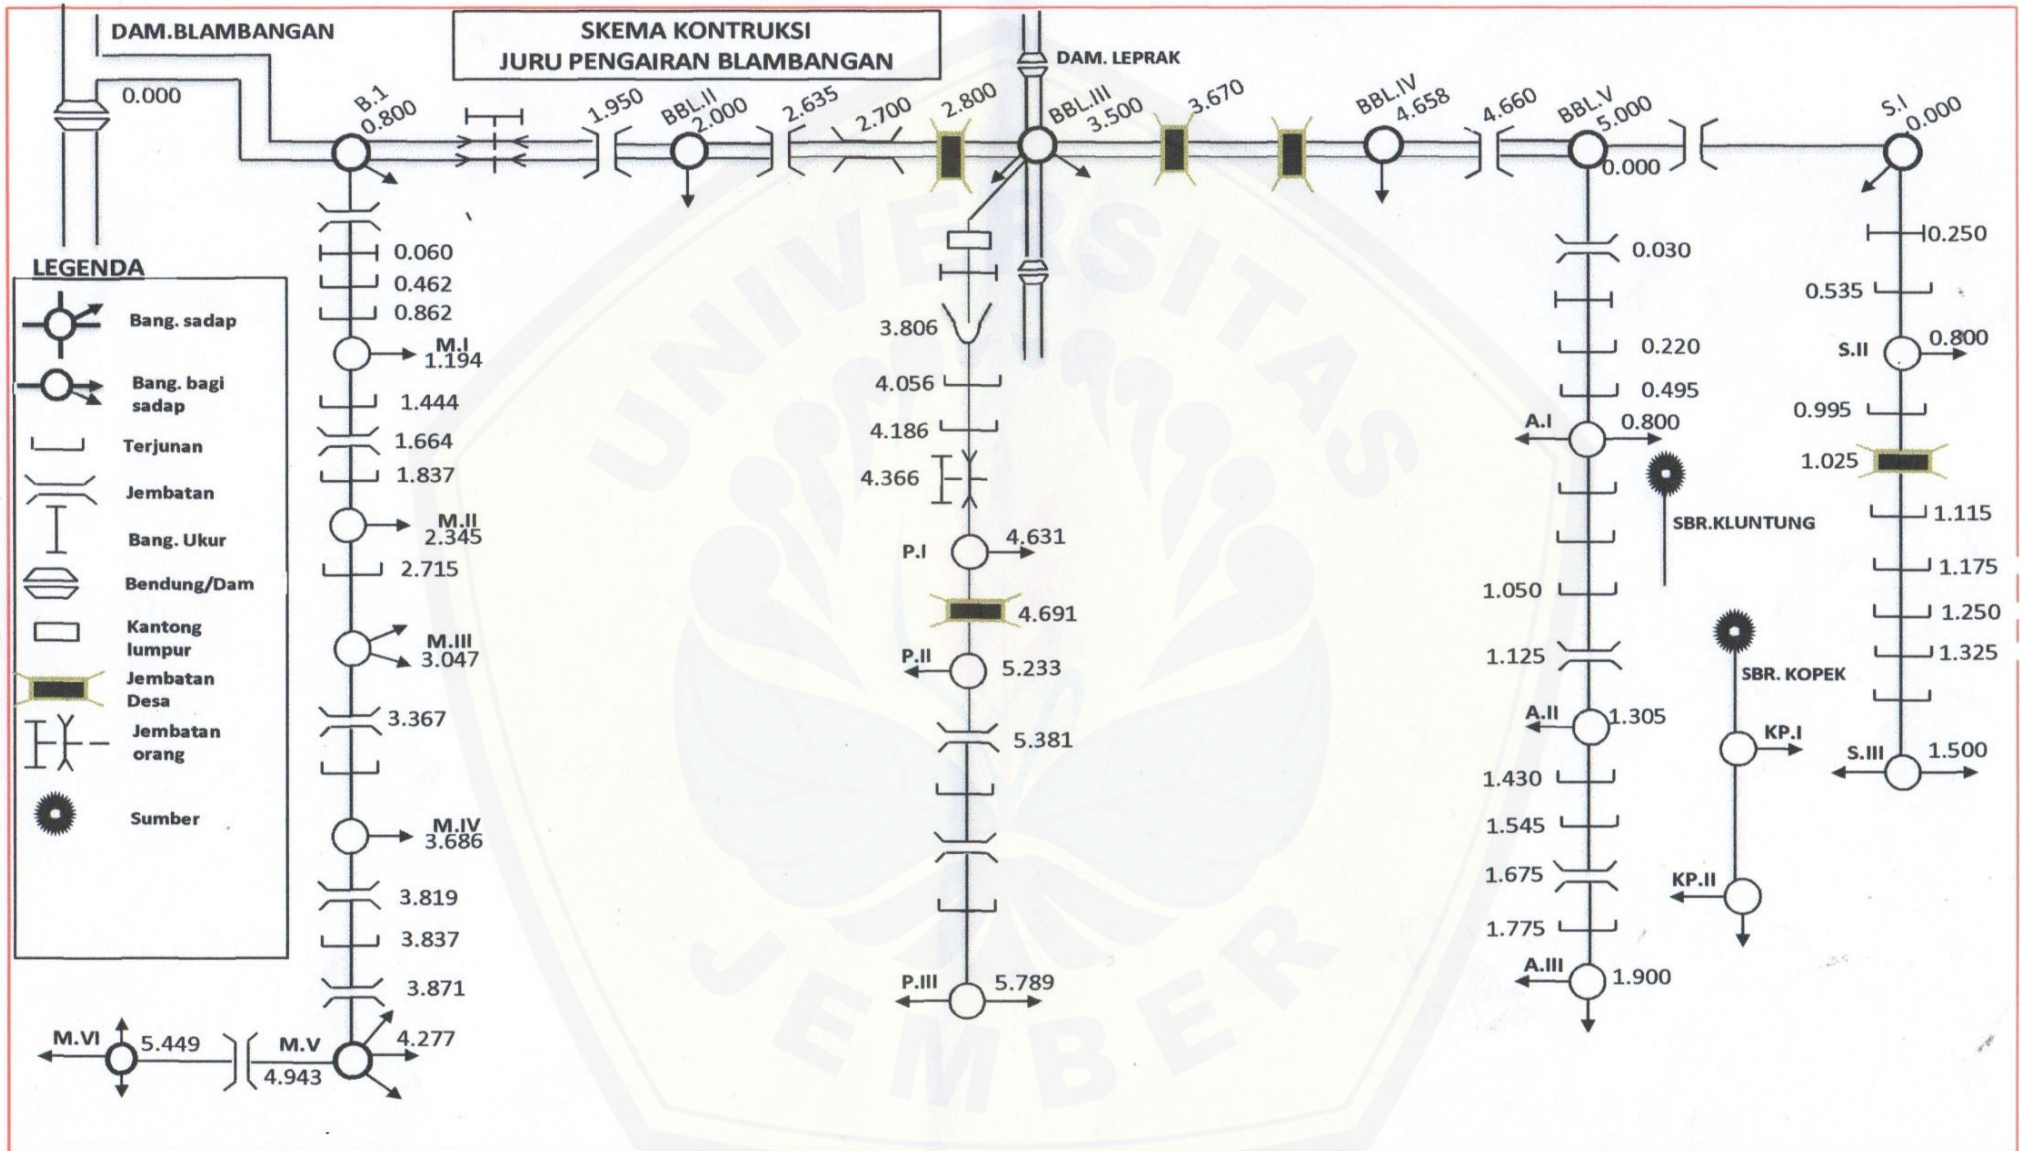 DAM.BLAMBANGAN
SKEMA KONTRUKSI
JURU PENGAIRAN BLAMBANGAN
DAM. LEPRAK
0.000
B.1
0.800
1.950
BBL.II
2.000
2.635
2.700
2.800
BBL.III
3.500
3.670
BBL.IV
4.658
4.660
BBL.V
5.000
0.000
S.I
0.000
LEGENDA
Bang. sadap
Bang. bagi
sadap
Terjunan
Jembatan
Bang. Ukur
Bendung/Dam
Kantong
lumpur
Jembatan
Desa
Jembatan
orang
Sumber
0.060
0.462
0.862
M.I
1.194
1.444
1.664
1.837
M.II
2.345
2.715
M.III
3.047
3.367
M.IV
3.686
3.819
3.837
3.871
M.V
4.277
4.943
M.VI
5.449
3.806
4.056
4.186
4.366
P.I
4.631
4.691
P.II
5.233
5.381
P.III
5.789
0.030
0.220
0.495
A.I
0.800
SBR.KLUNTUNG
1.050
1.125
A.II
1.305
1.430
1.545
1.675
1.775
A.III
1.900
SBR. KOPEK
KP.I
KP.II
0.250
0.535
S.II
0.800
0.995
1.025
1.115
1.175
1.250
1.325
S.III
1.500
UNIVERSITAS
JEMBER